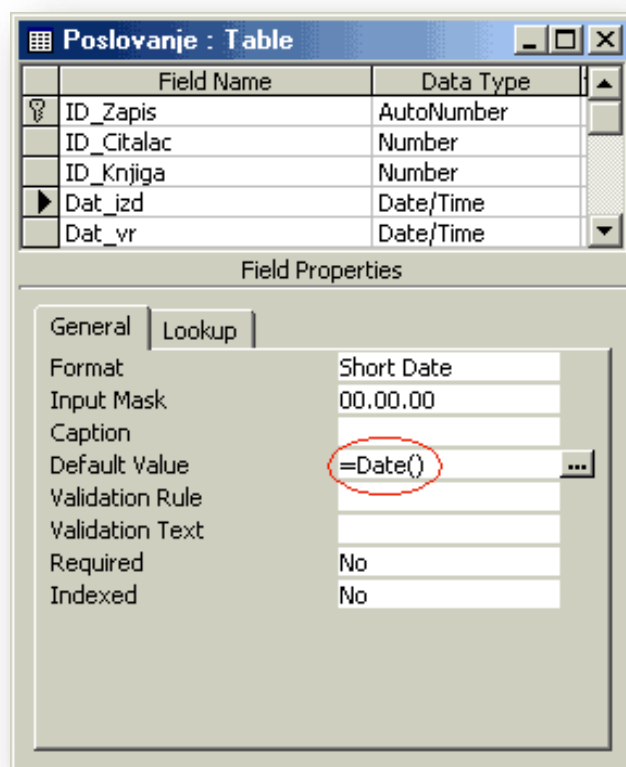 Poslovanje : Table
Field Name Data Type
ID_Zapis AutoNumber
ID_Citalac Number
ID_Knjiga Number
Dat_izd Date/Time
Dat_vr Date/Time
Field Properties
General Lookup
Format Short Date
Input Mask 00.00.00
Caption
Default Value =Date() ...
Validation Rule
Validation Text
Required No
Indexed No